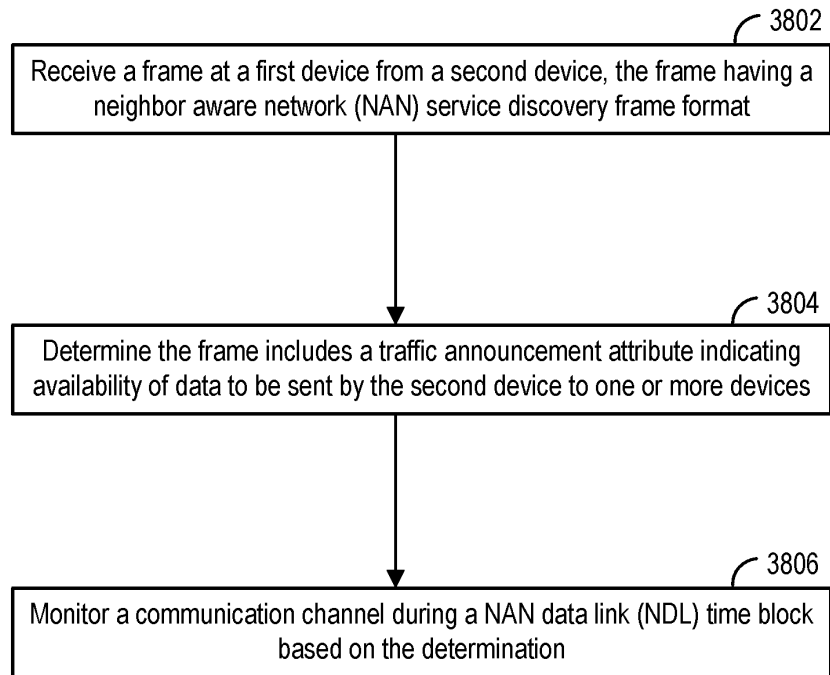 3802
Receive a frame at a first device from a second device, the frame having a
neighbor aware network (NAN) service discovery frame format
3804
Determine the frame includes a traffic announcement attribute indicating
availability of data to be sent by the second device to one or more devices
3806
Monitor a communication channel during a NAN data link (NDL) time block
based on the determination